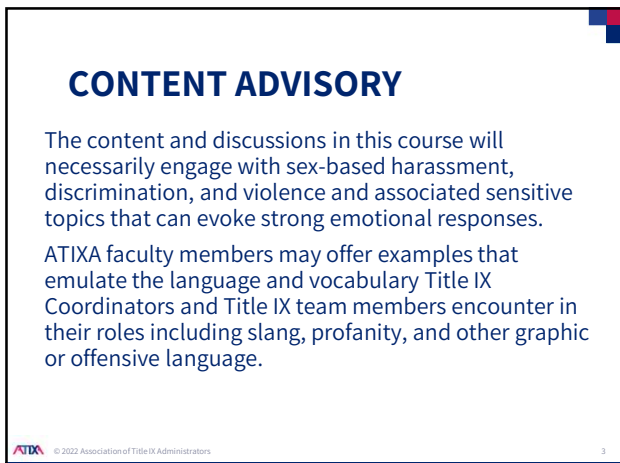 CONTENT ADVISORY
The content and discussions in this course will
necessarily engage with sex-based harassment,
discrimination, and violence and associated sensitive
topics that can evoke strong emotional responses.
ATIXA faculty members may offer examples that
emulate the language and vocabulary Title IX
Coordinators and Title IX team members encounter in
their roles including slang, profanity, and other graphic
or offensive language.
ATIXA © 2022 Association of Title IX Administrators 3